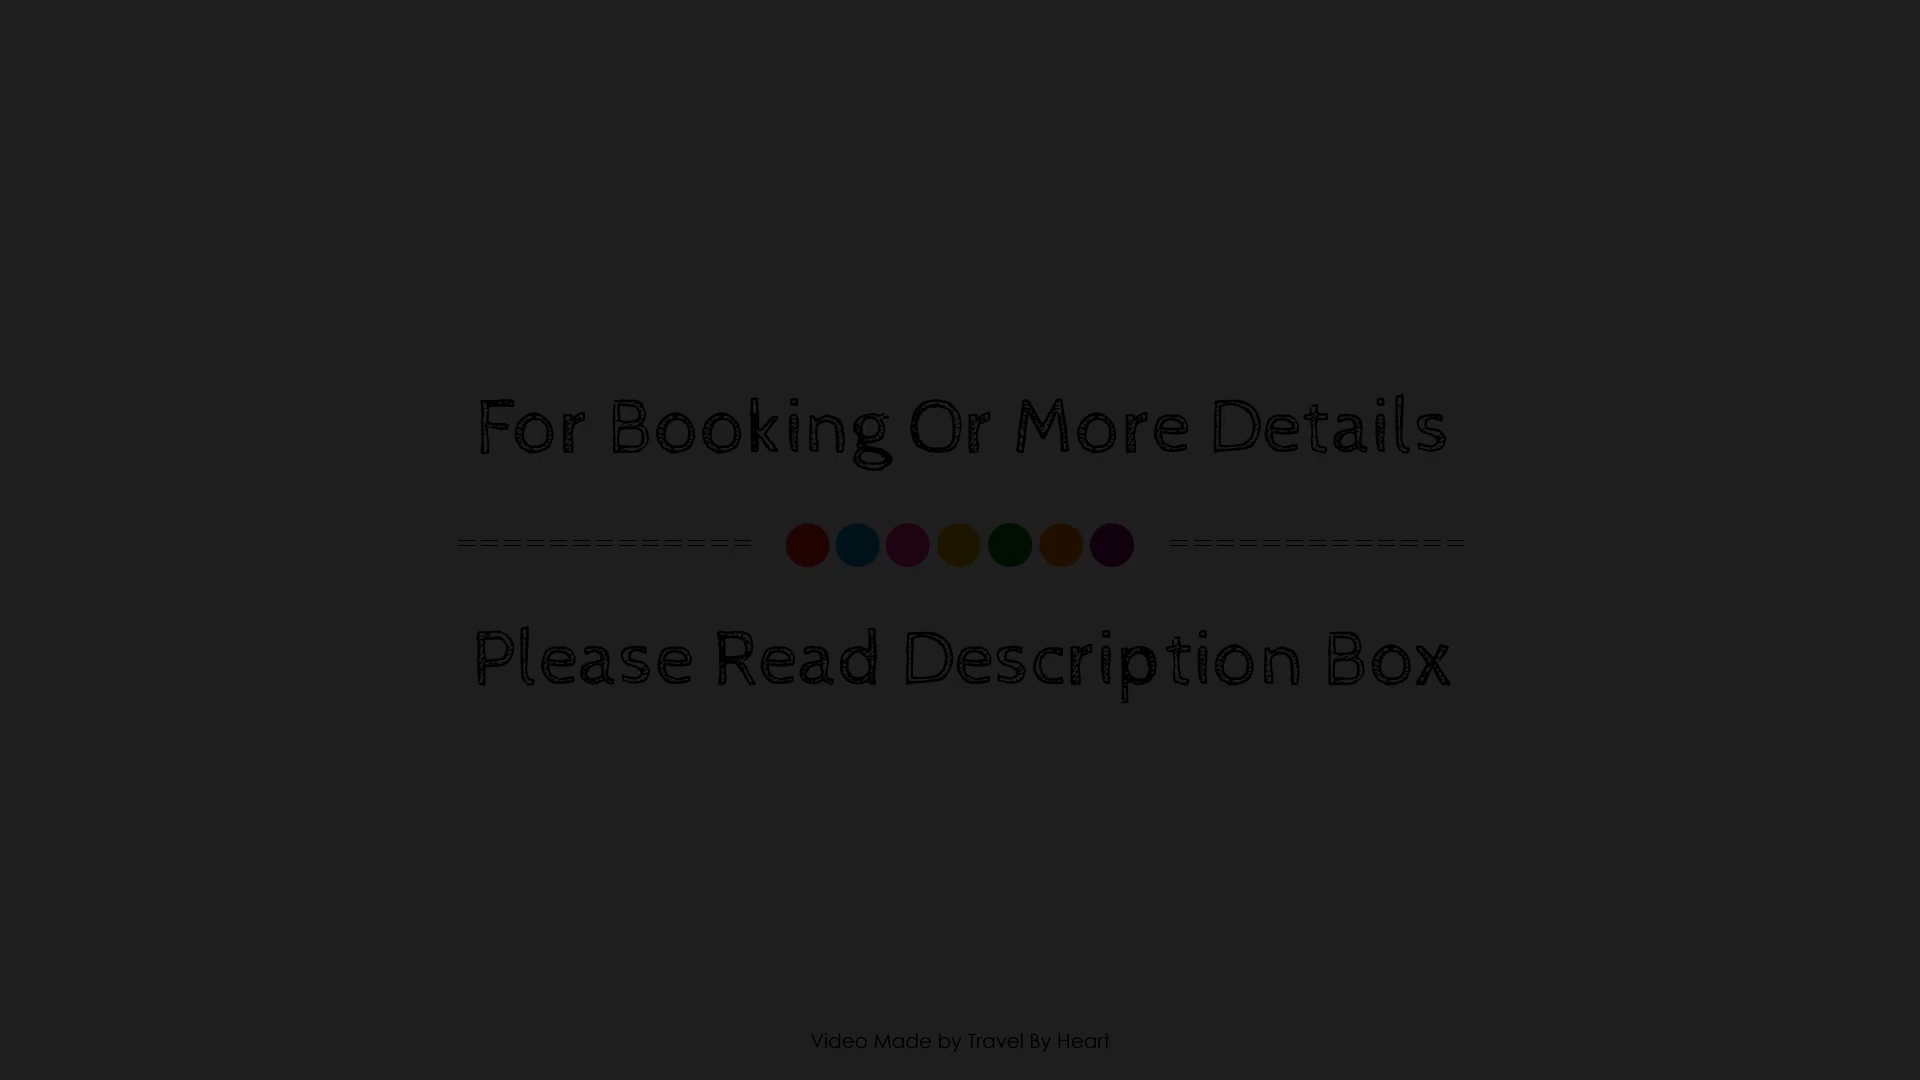 For Booking Or More Details
============= =============
Please Read Description Box
Video Made by Travel By Heart